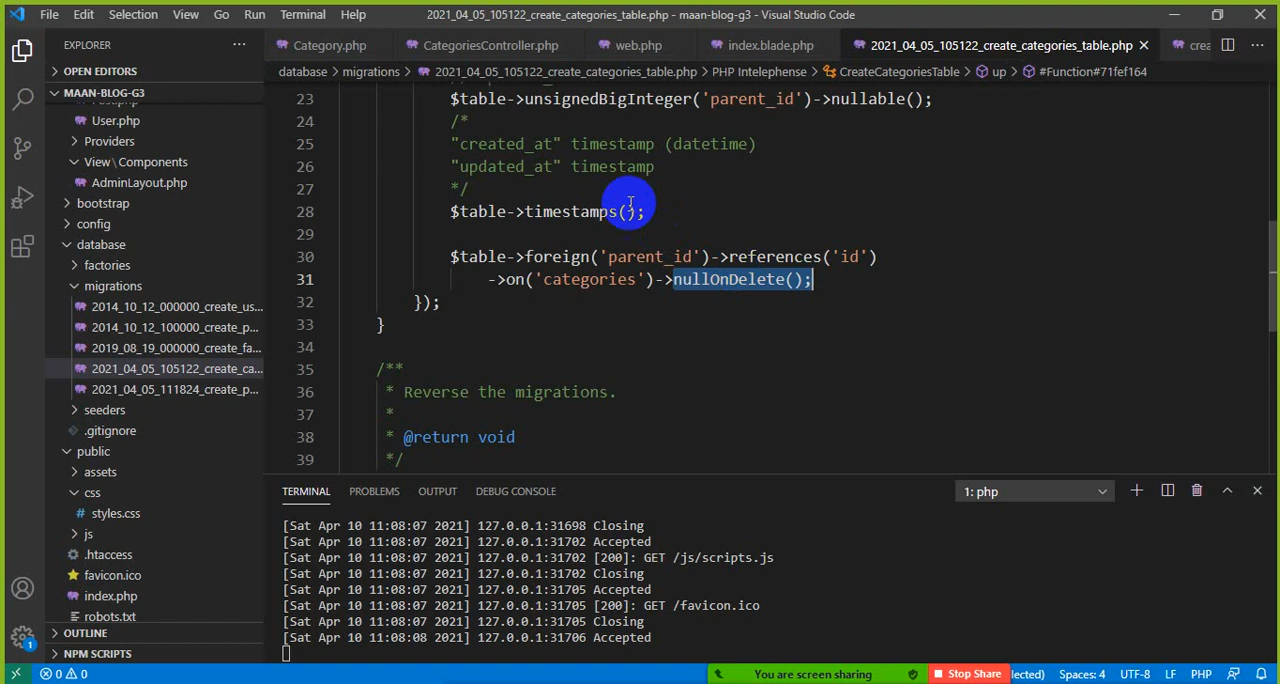 File Edit Selection View Go Run Terminal Help 2021_04_05_105122_create_categories_table.php - maan-blog-g3 - Visual Studio Code
EXPLORER
Category.php CategoriesController.php web.php index.blade.php 2021_04_05_105122_create_categories_table.php crea
OPEN EDITORS
database > migrations > 2021_04_05_105122_create_categories_table.php > PHP Intelephense > CreateCategoriesTable > up > #Function#71fef164
MAAN-BLOG-G3
User.php
Providers
View\Components
AdminLayout.php
bootstrap
config
database
factories
migrations
2014_10_12_000000_create_us...
2014_10_12_100000_create_p...
2019_08_19_000000_create_fa...
2021_04_05_105122_create_ca...
2021_04_05_111824_create_p...
seeders
.gitignore
public
assets
css
styles.css
js
.htaccess
favicon.ico
index.php
robots.txt
OUTLINE
NPM SCRIPTS
23 $table->unsignedBigInteger('parent_id')->nullable();
24 /*
25 "created_at" timestamp (datetime)
26 "updated_at" timestamp
27 */
28 $table->timestamps();
29
30 $table->foreign('parent_id')->references('id')
31 ->on('categories')->nullOnDelete();
32 });
33 }
34
35 /**
36 * Reverse the migrations.
37 *
38 * @return void
39 */
TERMINAL PROBLEMS OUTPUT DEBUG CONSOLE 1: php
[Sat Apr 10 11:08:07 2021] 127.0.0.1:31698 Closing
[Sat Apr 10 11:08:07 2021] 127.0.0.1:31702 Accepted
[Sat Apr 10 11:08:07 2021] 127.0.0.1:31702 [200]: GET /js/scripts.js
[Sat Apr 10 11:08:07 2021] 127.0.0.1:31702 Closing
[Sat Apr 10 11:08:07 2021] 127.0.0.1:31705 Accepted
[Sat Apr 10 11:08:07 2021] 127.0.0.1:31705 [200]: GET /favicon.ico
[Sat Apr 10 11:08:07 2021] 127.0.0.1:31705 Closing
[Sat Apr 10 11:08:08 2021] 127.0.0.1:31706 Accepted
1
0 0 You are screen sharing Stop Share lected) Spaces: 4 UTF-8 LF PHP